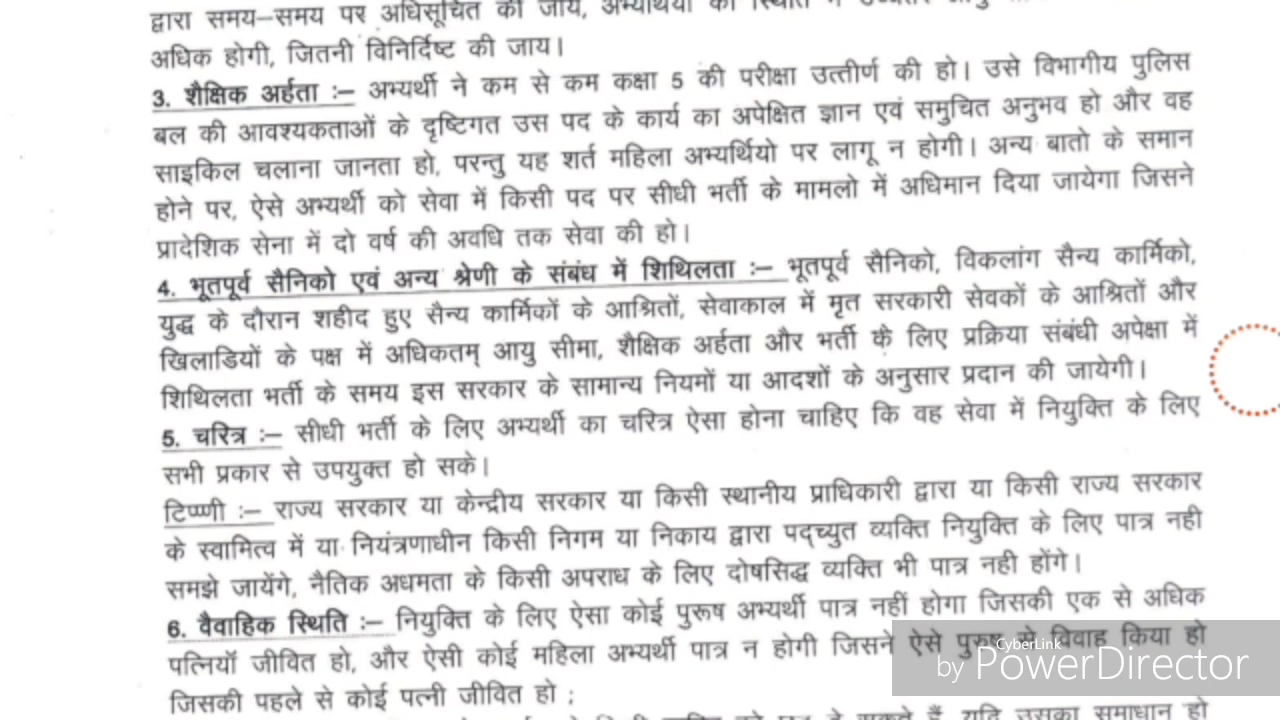 द्वारा समय–समय पर अधिसूचित की जाय, अभ्यर्थियों की स्थिति में
अधिक होगी, जितनी विनिर्दिष्ट की जाय।
3. शैक्षिक अर्हता :– अभ्यर्थी ने कम से कम कक्षा 5 की परीक्षा उत्तीर्ण की हो। उसे विभागीय पुलिस
बल की आवश्यकताओं के दृष्टिगत उस पद के कार्य का अपेक्षित ज्ञान एवं समुचित अनुभव हो और वह
साइकिल चलाना जानता हो, परन्तु यह शर्त महिला अभ्यर्थियो पर लागू न होगी। अन्य बातो के समान
होने पर, ऐसे अभ्यर्थी को सेवा में किसी पद पर सीधी भर्ती के मामलो में अधिमान दिया जायेगा जिसने
प्रादेशिक सेना में दो वर्ष की अवधि तक सेवा की हो।
4. भूतपूर्व सैनिको एवं अन्य श्रेणी के संबंध में शिथिलता :– भूतपूर्व सैनिको, विकलांग सैन्य कार्मिको,
युद्ध के दौरान शहीद हुए सैन्य कार्मिकों के आश्रितों, सेवाकाल में मृत सरकारी सेवकों के आश्रितों और
खिलाडियों के पक्ष में अधिकतम् आयु सीमा, शैक्षिक अर्हता और भर्ती के लिए प्रक्रिया संबंधी अपेक्षा में
शिथिलता भर्ती के समय इस सरकार के सामान्य नियमों या आदशों के अनुसार प्रदान की जायेगी।
5. चरित्र :– सीधी भर्ती के लिए अभ्यर्थी का चरित्र ऐसा होना चाहिए कि वह सेवा में नियुक्ति के लिए
सभी प्रकार से उपयुक्त हो सके।
टिप्प्णी :– राज्य सरकार या केन्द्रीय सरकार या किसी स्थानीय प्राधिकारी द्वारा या किसी राज्य सरकार
के स्वामित्व में या नियंत्रणाधीन किसी निगम या निकाय द्वारा पद्च्युत व्यक्ति नियुक्ति के लिए पात्र नही
समझे जायेंगे, नैतिक अधमता के किसी अपराध के लिए दोषसिद्ध व्यक्ति भी पात्र नही होंगे।
6. वैवाहिक स्थिति :– नियुक्ति के लिए ऐसा कोई पुरूष अभ्यर्थी पात्र नहीं होगा जिसकी एक से अधिक
पत्नियॉ जीवित हो, और ऐसी कोई महिला अभ्यर्थी पात्र न होगी जिसने ऐसे पुरूष से विवाह किया हो
जिसकी पहले से कोई पत्नी जीवित हो ;
यदि उसका समाधान हो
CyberLink
by PowerDirector